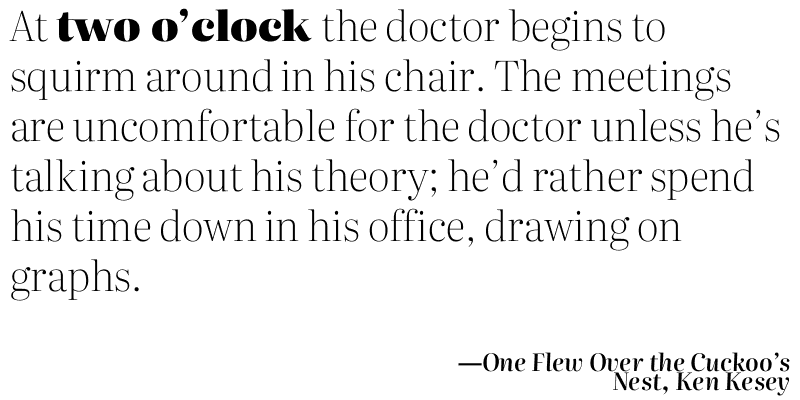 At two o’clock the doctor begins to
squirm around in his chair. The meetings
are uncomfortable for the doctor unless he’s
talking about his theory; he’d rather spend
his time down in his office, drawing on
graphs.
—One Flew Over the Cuckoo’s
Nest, Ken Kesey